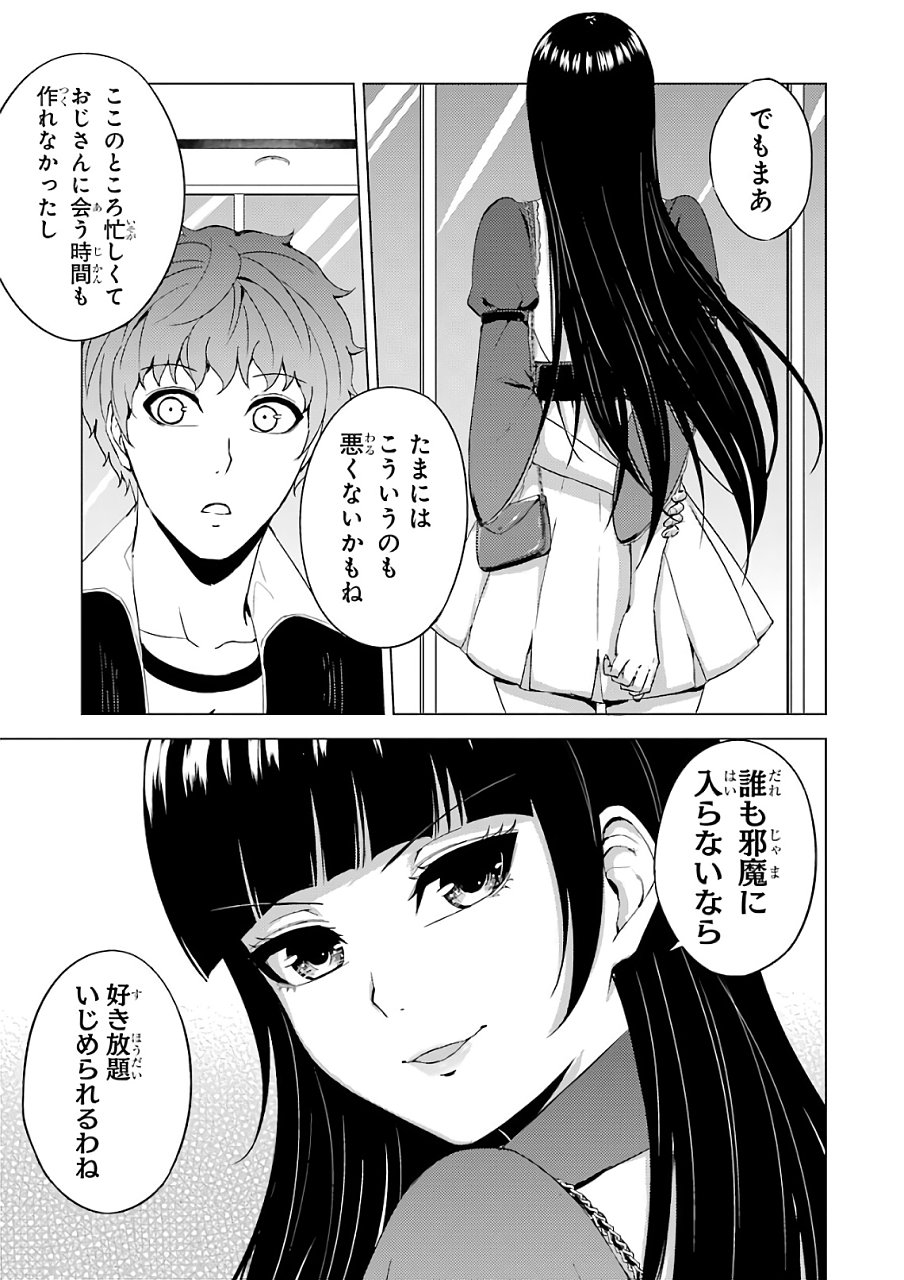 でもまあ
ここのところ忙しくて
おじさんに会う時間も
作れなかったし
たまには
こういうのも
悪くないかもね
誰も邪魔に
入らないなら
好き放題
いじめられるわね